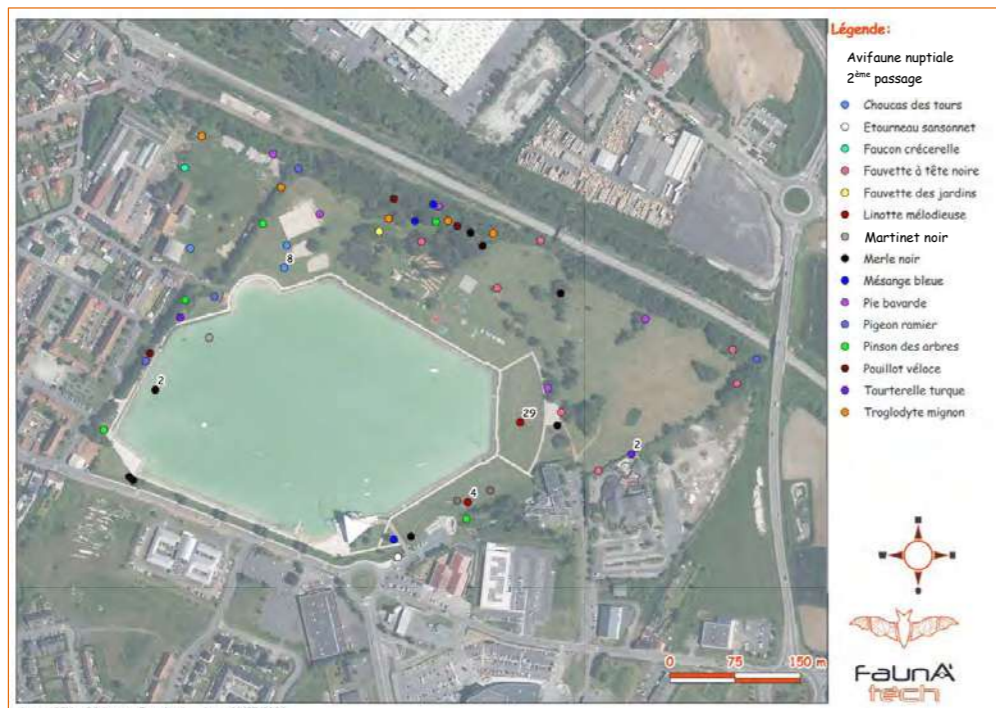 Légende:
Avifaune nuptiale
2ème passage
Choucas des tours
Etourneau sansonnet
Faucon crécerelle
Fauvette à tête noire
Fauvette des jardins
Linotte mélodieuse
Martinet noir
Merle noir
Mésange bleue
Pie bavarde
Pigeon ramier
Pinson des arbres
Pouillot véloce
Tourterelle turque
Troglodyte mignon
8
2
29
2
4
0 75 150 m
FaunA
tech